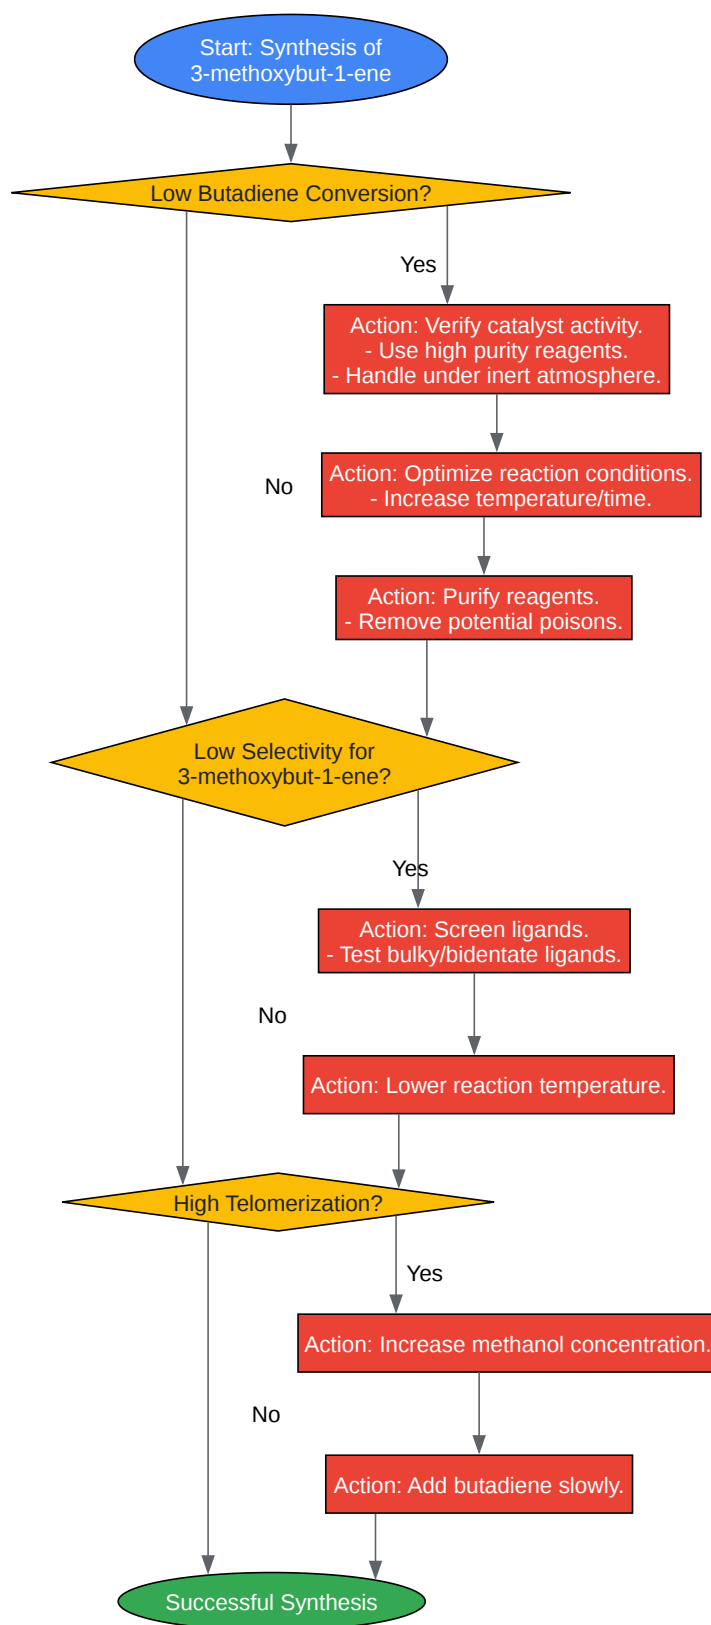 Start: Synthesis of
3-methoxybut-1-ene
Low Butadiene Conversion?
Yes
Action: Verify catalyst activity.
- Use high purity reagents.
- Handle under inert atmosphere.
Action: Optimize reaction conditions.
- Increase temperature/time.
No
Action: Purify reagents.
- Remove potential poisons.
Low Selectivity for
3-methoxybut-1-ene?
Yes
Action: Screen ligands.
- Test bulky/bidentate ligands.
No
Action: Lower reaction temperature.
High Telomerization?
Yes
Action: Increase methanol concentration.
No
Action: Add butadiene slowly.
Successful Synthesis